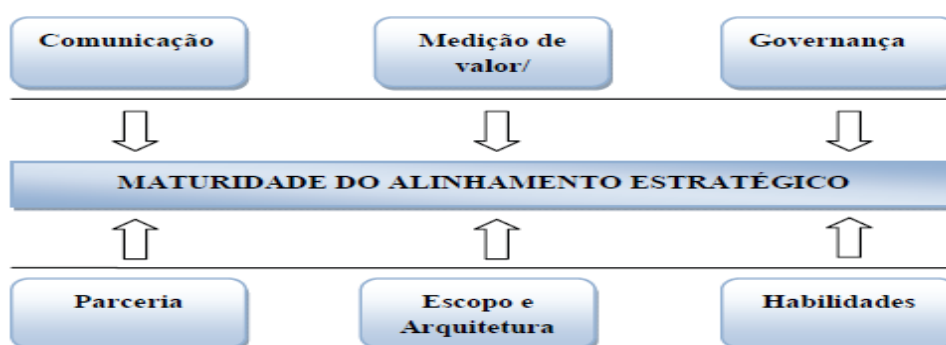 Comunicação
Medição de
valor/
Governança
MATURIDADE DO ALINHAMENTO ESTRATÉGICO
Parceria
Escopo e
Arquitetura
Habilidades